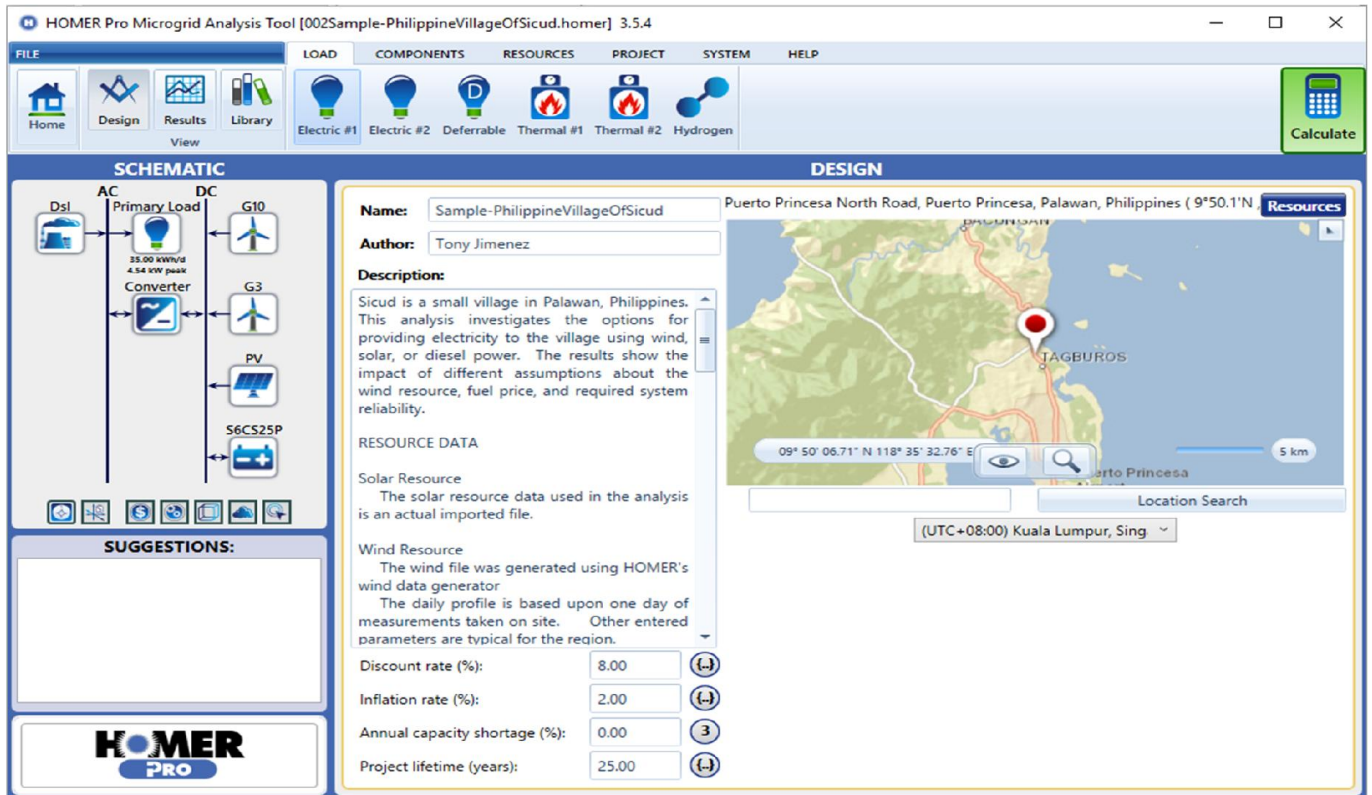 HOMER Pro Microgrid Analysis Tool [002Sample-PhilippineVillageOfSicud.homer] 3.5.4
FILE
LOAD COMPONENTS RESOURCES PROJECT SYSTEM HELP
Home
Design
Results
Library
View
Electric #1
Electric #2
Deferrable
Thermal #1
Thermal #2
Hydrogen
Calculate
SCHEMATIC
AC DC
Dsl
Primary Load
G10
35.00 kWh/d
4.54 kW peak
Converter
G3
PV
S6CS25P
SUGGESTIONS:
HOMER
PRO
DESIGN
Name: Sample-PhilippineVillageOfSicud
Author: Tony Jimenez
Description:
Sicud is a small village in Palawan, Philippines.
This analysis investigates the options for
providing electricity to the village using wind,
solar, or diesel power. The results show the
impact of different assumptions about the
wind resource, fuel price, and required system
reliability.
RESOURCE DATA
Solar Resource
The solar resource data used in the analysis
is an actual imported file.
Wind Resource
The wind file was generated using HOMER's
wind data generator
The daily profile is based upon one day of
measurements taken on site. Other entered
parameters are typical for the region.
Discount rate (%): 8.00 {..}
Inflation rate (%): 2.00 {..}
Annual capacity shortage (%): 0.00 3
Project lifetime (years): 25.00 {..}
Puerto Princesa North Road, Puerto Princesa, Palawan, Philippines ( 9°50.1'N ,
Resources
TAGBUROS
09° 50' 06.71" N 118° 35' 32.76" E
5 km
Princesa
Location Search
(UTC+08:00) Kuala Lumpur, Sing